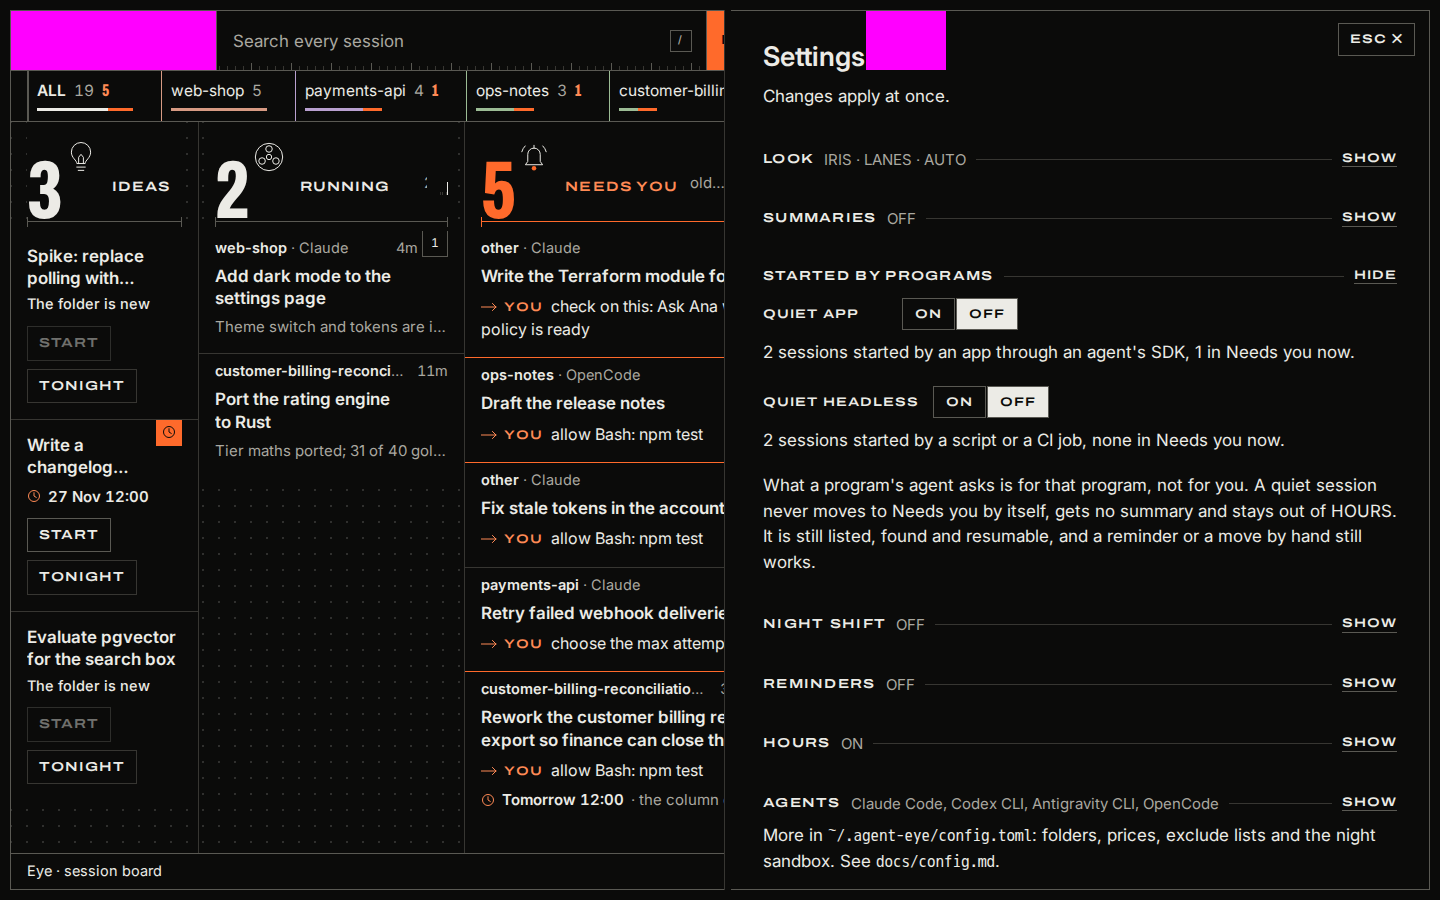 Search every session /
ALL 19 5
web-shop 5
payments-api 4 1
ops-notes 3 1
3 IDEAS
Spike: replace
polling with...
The folder is new
START
TONIGHT
Write a
changelog...
27 Nov 12:00
START
TONIGHT
Evaluate pgvector
for the search box
The folder is new
START
TONIGHT
2 RUNNING
web-shop · Claude 4m 1
Add dark mode to the
settings page
Theme switch and tokens are i...
customer-billing-reconci... 11m
Port the rating engine
to Rust
Tier maths ported; 31 of 40 gol...
5 NEEDS YOU old...
other · Claude
Write the Terraform module fo
→ YOU check on this: Ask Ana
policy is ready
ops-notes · OpenCode
Draft the release notes
→ YOU allow Bash: npm test
other · Claude
Fix stale tokens in the account
→ YOU allow Bash: npm test
payments-api · Claude
Retry failed webhook deliverie
→ YOU choose the max attemp
customer-billing-reconciliatio...
Rework the customer billing re
export so finance can close th
→ YOU allow Bash: npm test
Tomorrow 12:00 · the column
Eye · session board
Settings
ESC ✕
Changes apply at once.
LOOK IRIS · LANES · AUTO SHOW
SUMMARIES OFF SHOW
STARTED BY PROGRAMS HIDE
QUIET APP ON OFF
2 sessions started by an app through an agent's SDK, 1 in Needs you now.
QUIET HEADLESS ON OFF
2 sessions started by a script or a CI job, none in Needs you now.
What a program's agent asks is for that program, not for you. A quiet session
never moves to Needs you by itself, gets no summary and stays out of HOURS.
It is still listed, found and resumable, and a reminder or a move by hand still
works.
NIGHT SHIFT OFF SHOW
REMINDERS OFF SHOW
HOURS ON SHOW
AGENTS Claude Code, Codex CLI, Antigravity CLI, OpenCode SHOW
More in ~/.agent-eye/config.toml: folders, prices, exclude lists and the night
sandbox. See docs/config.md.